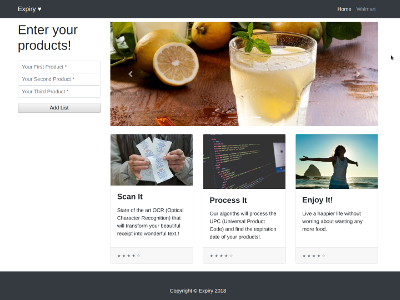 Expiry ♥
Home Walmart
Enter your
products!
Your First Product *
Your Second Product *
Your Third Product *
Add List
Scan It
State of the art OCR (Optical
Character Recognition) that
will transform your beautiful
receipt into wonderful text !
Process It
Our algoriths will process the
UPC (Universal Product
Code) and find the expiration
date of your products!.
Enjoy It!
Live a happier life without
worring about wasting any
more food.
★ ★ ★ ★ ☆
★ ★ ★ ★ ☆
★ ★ ★ ★ ☆
Copyright © Expiry 2018